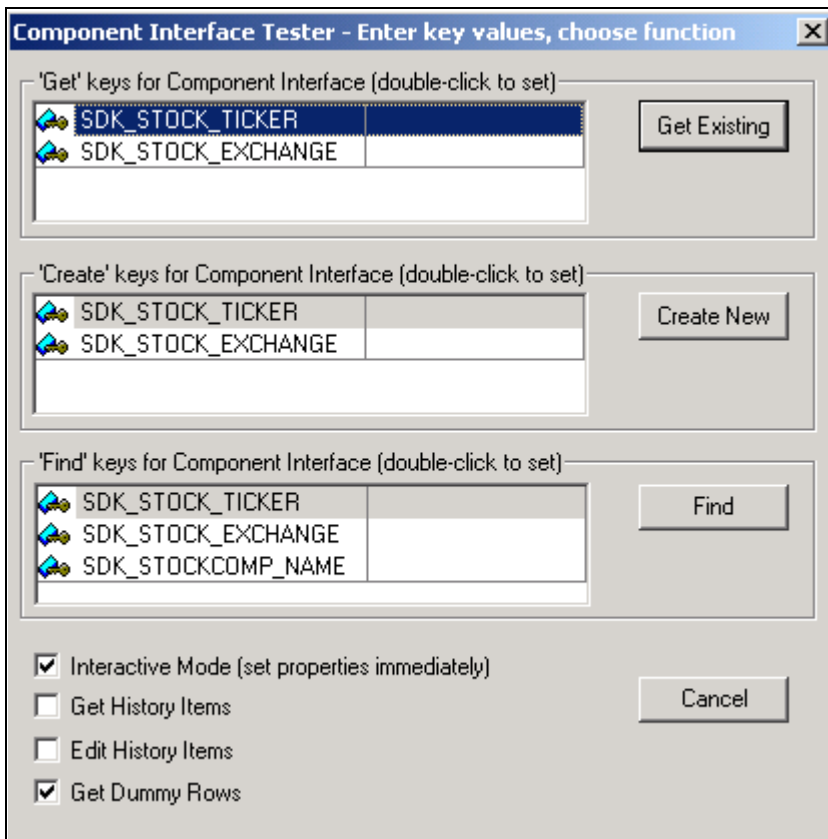 Component Interface Tester - Enter key values, choose function
'Get' keys for Component Interface (double-click to set)
SDK_STOCK_TICKER
SDK_STOCK_EXCHANGE
Get Existing
'Create' keys for Component Interface (double-click to set)
SDK_STOCK_TICKER
SDK_STOCK_EXCHANGE
Create New
'Find' keys for Component Interface (double-click to set)
SDK_STOCK_TICKER
SDK_STOCK_EXCHANGE
SDK_STOCKCOMP_NAME
Find
Interactive Mode (set properties immediately)
Get History Items
Edit History Items
Get Dummy Rows
Cancel